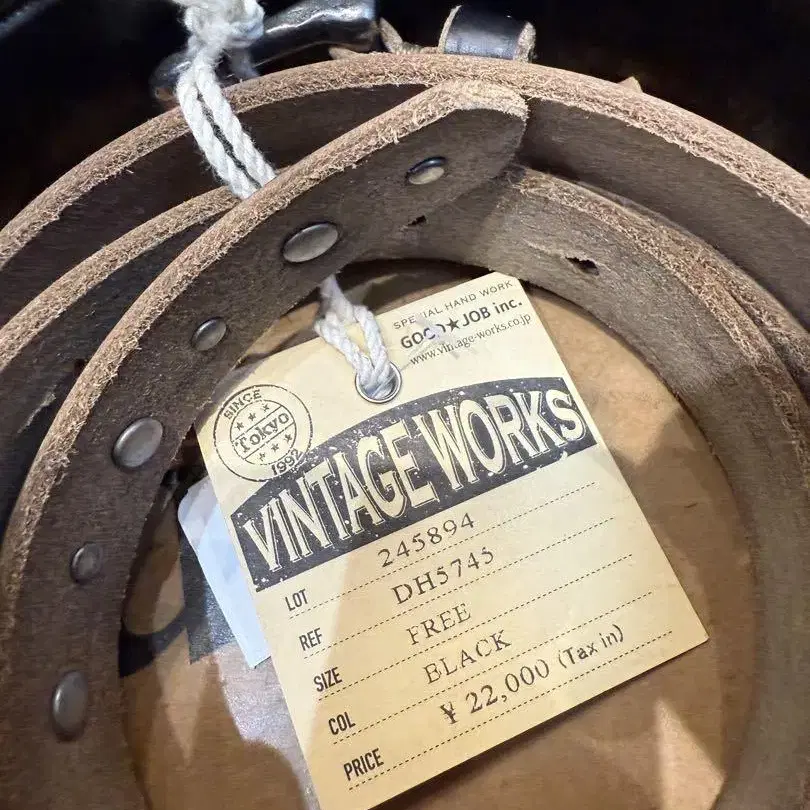 SPECIAL HAND WORK
GOOD★JOB inc.
www.vintage-works.co.jp
SINCE
Tokyo
1992
VINTAGE WORKS
LOT 245894
REF DH5745
SIZE FREE
COL BLACK
PRICE ¥ 22,000 (Tax in)